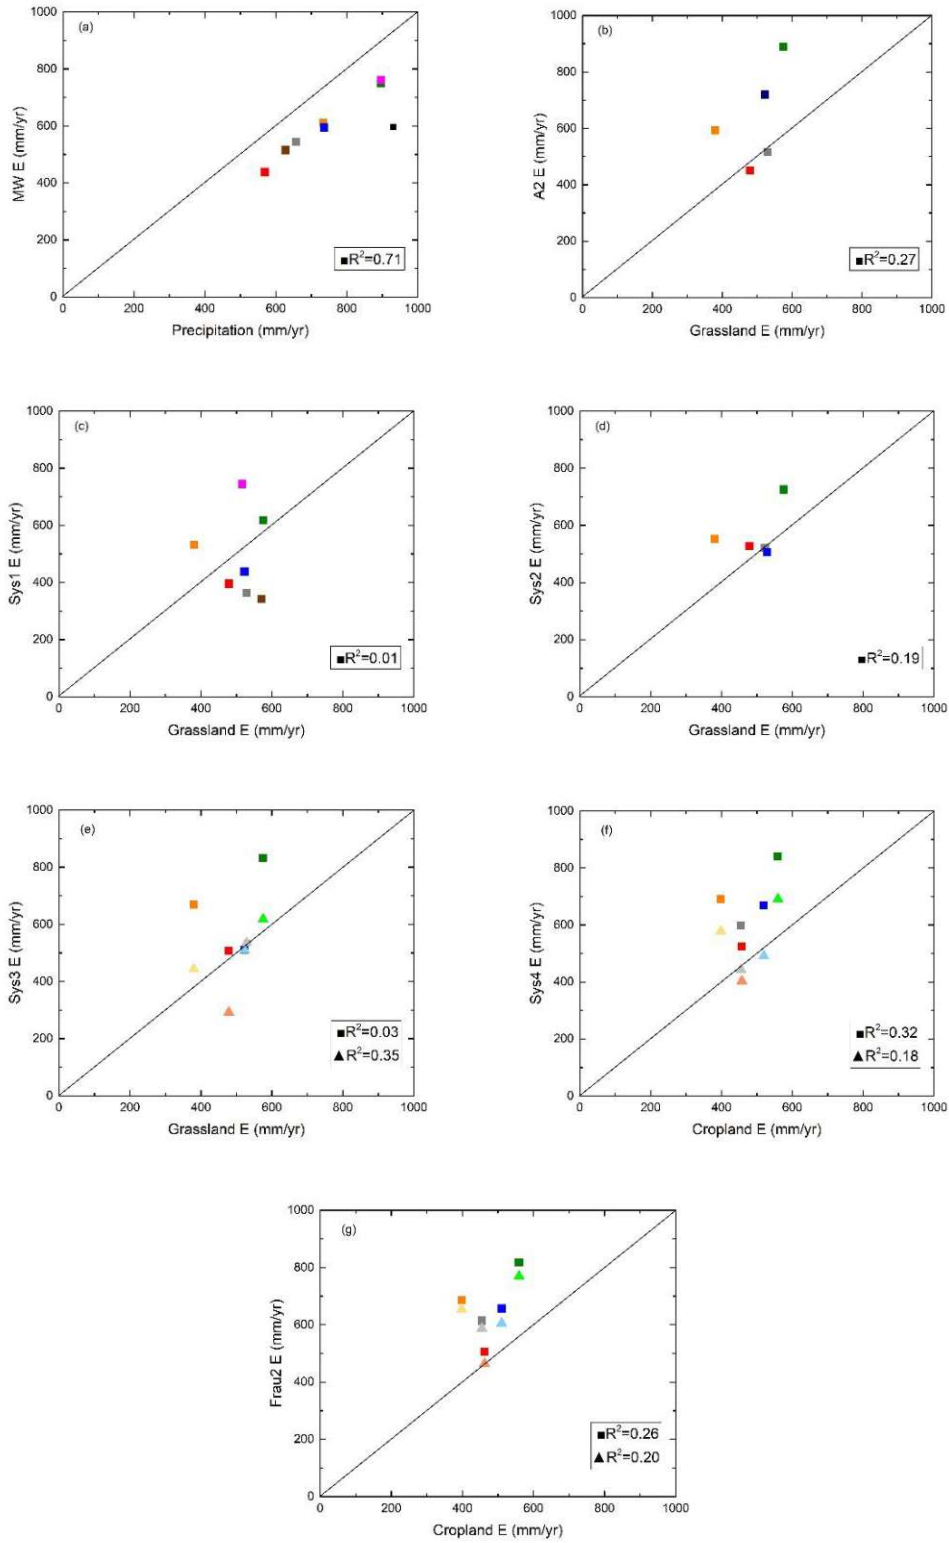 (a)
1000
800
600
400
200
0
MW E (mm/yr)
R²=0.71
0 200 400 600 800 1000
Precipitation (mm/yr)
(b)
1000
800
600
400
200
0
A2 E (mm/yr)
R²=0.27
0 200 400 600 800 1000
Grassland E (mm/yr)
(c)
1000
800
600
400
200
0
Sys1 E (mm/yr)
R²=0.01
0 200 400 600 800 1000
Grassland E (mm/yr)
(d)
1000
800
600
400
200
0
Sys2 E (mm/yr)
R²=0.19
0 200 400 600 800 1000
Grassland E (mm/yr)
(e)
1000
800
600
400
200
0
Sys3 E (mm/yr)
R²=0.03
R²=0.35
0 200 400 600 800 1000
Grassland E (mm/yr)
(f)
1000
800
600
400
200
0
Sys4 E (mm/yr)
R²=0.32
R²=0.18
0 200 400 600 800 1000
Cropland E (mm/yr)
(g)
1000
800
600
400
200
0
Frau2 E (mm/yr)
R²=0.26
R²=0.20
0 200 400 600 800 1000
Cropland E (mm/yr)